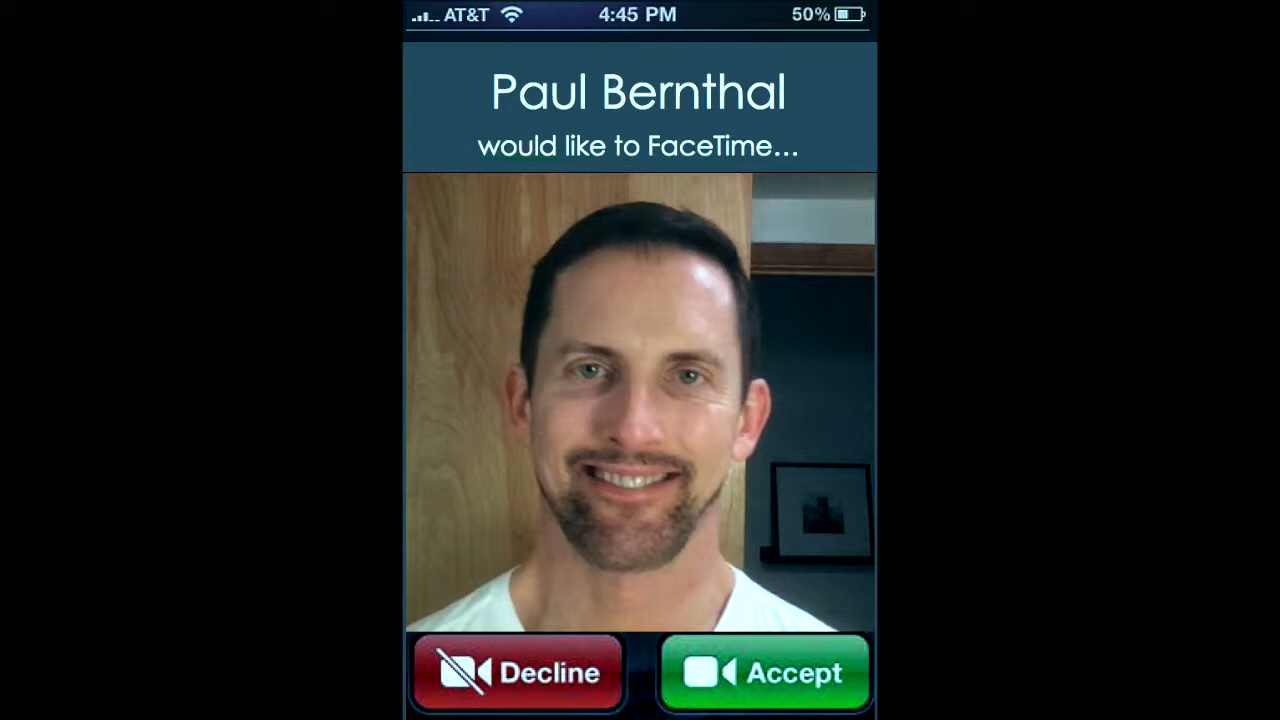 AT&T 4:45 PM 50%
Paul Bernthal
would like to FaceTime...
Decline Accept